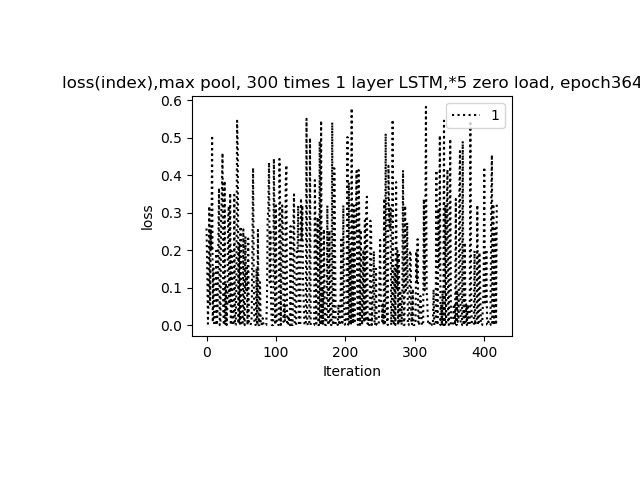 loss(index),max pool, 300 times 1 layer LSTM,*5 zero load, epoch364
1
0.6
0.5
0.4
0.3
0.2
0.1
0.0
loss
0 100 200 300 400
Iteration